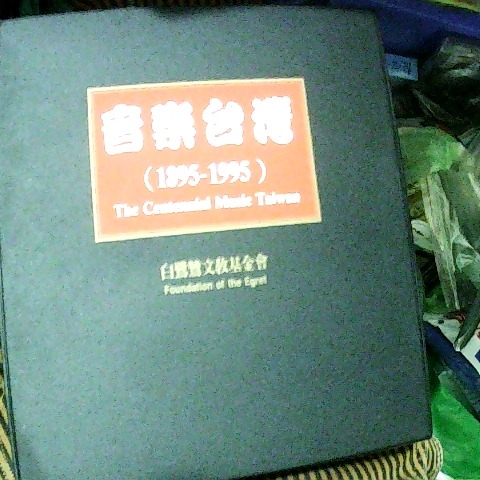 音樂台灣
(1895-1995)
The Centennial Music Taiwan
白鷺鷥文教基金會
Foundation of the Egret